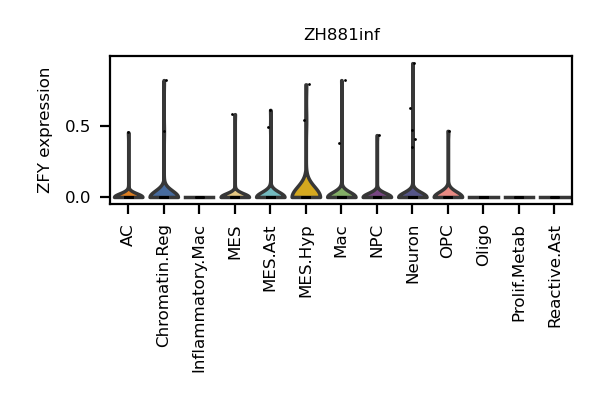 ZH881inf
ZFY expression
0.5
0.0
AC
Chromatin.Reg
Inflammatory.Mac
MES
MES.Ast
MES.Hyp
Mac
NPC
Neuron
OPC
Oligo
Prolif.Metab
Reactive.Ast